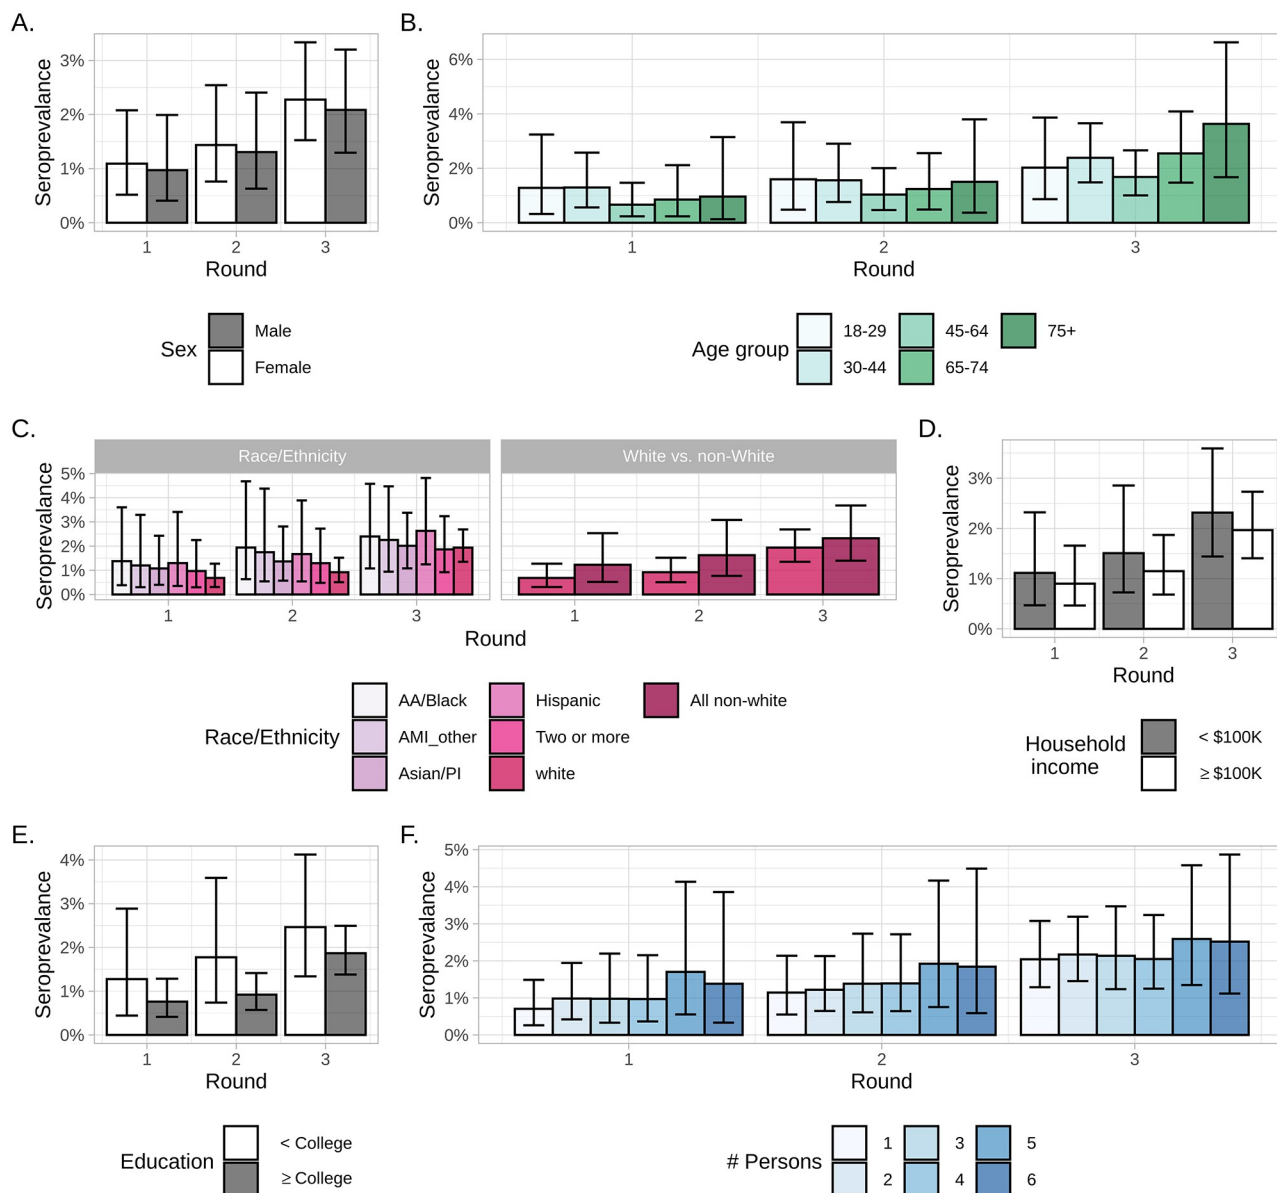 A.
B.
Seroprevalance
3%
2%
1%
0%
1 2 3
Round
Seroprevalance
6%
4%
2%
0%
1 2 3
Round
Sex
Male
Female
Age group
18-29 45-64 75+
30-44 65-74
C.
D.
Race/Ethnicity White vs. non-White
Seroprevalance
5%
4%
3%
2%
1%
0%
1 2 3 1 2 3
Round
Race/Ethnicity
AA/Black Hispanic All non-white
AMI_other Two or more
Asian/PI white
Seroprevalance
3%
2%
1%
0%
1 2 3
Round
Household
income
< $100K
≥ $100K
E.
F.
Seroprevalance
4%
3%
2%
1%
0%
1 2 3
Round
Education
< College
≥ College
Seroprevalance
5%
4%
3%
2%
1%
0%
1 2 3
Round
# Persons
1 3 5
2 4 6